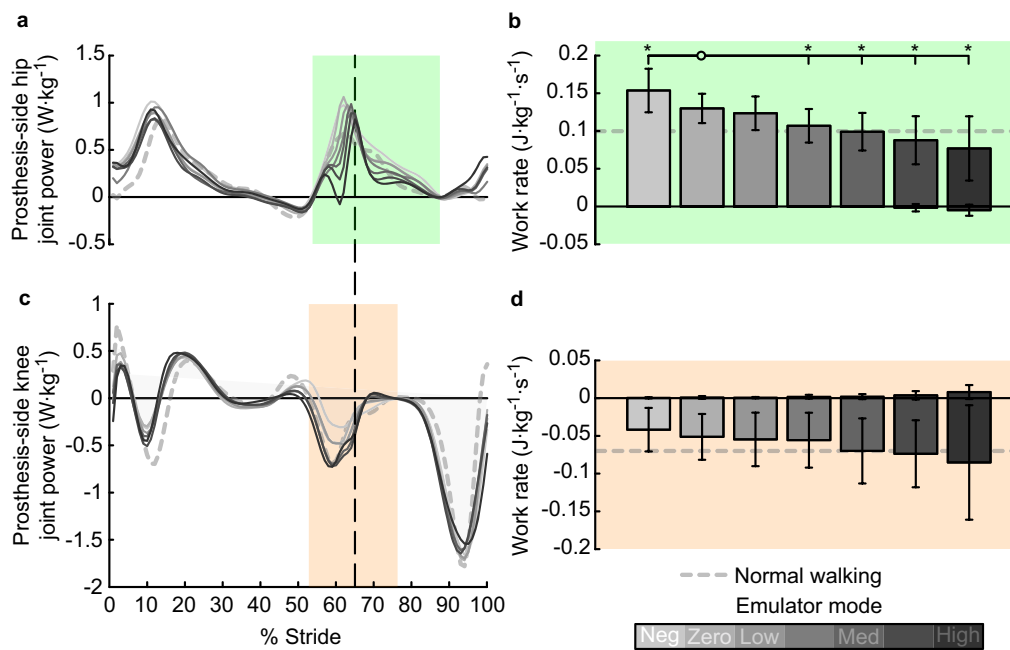 a
Prosthesis-side hip
joint power (W·kg⁻¹)
1.5
1
0.5
0
-0.5
b
Work rate (J·kg⁻¹·s⁻¹)
0.2
0.15
0.1
0.05
0
-0.05
* * * * *
c
Prosthesis-side knee
joint power (W·kg⁻¹)
1
0.5
0
-0.5
-1
-1.5
-2
0 10 20 30 40 50 60 70 80 90 100
% Stride
d
Work rate (J·kg⁻¹·s⁻¹)
0.05
0
-0.05
-0.1
-0.15
-0.2
Normal walking
Emulator mode
Neg Zero Low Med High